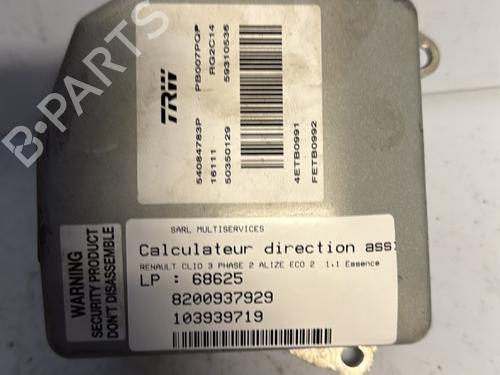 TRW
54084783P
PB007PQP
16111
RG2C14
50350129
59310536
4ETB0991
FETB0992
WARNING
SECURITY PRODUCT
DON'T DISASSEMBLE
SARL MULTISERVICES
Calculateur direction ass
RENAULT CLIO 3 PHASE 2 ALIZE ECO 2 1.1 Essence
LP : 68625
8200937929
103939719
B-PARTS